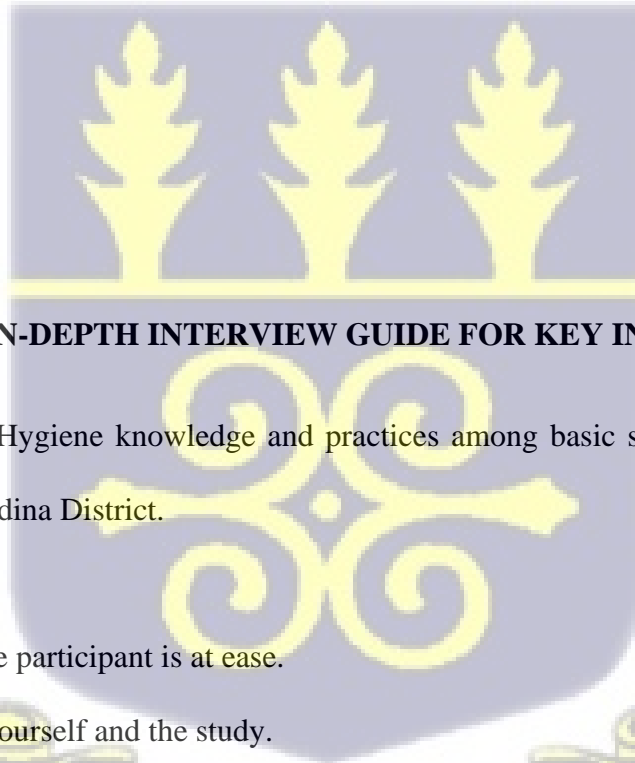 N-DEPTH INTERVIEW GUIDE FOR KEY IN
Hygiene knowledge and practices among basic s
dina District.
e participant is at ease.
ourself and the study.